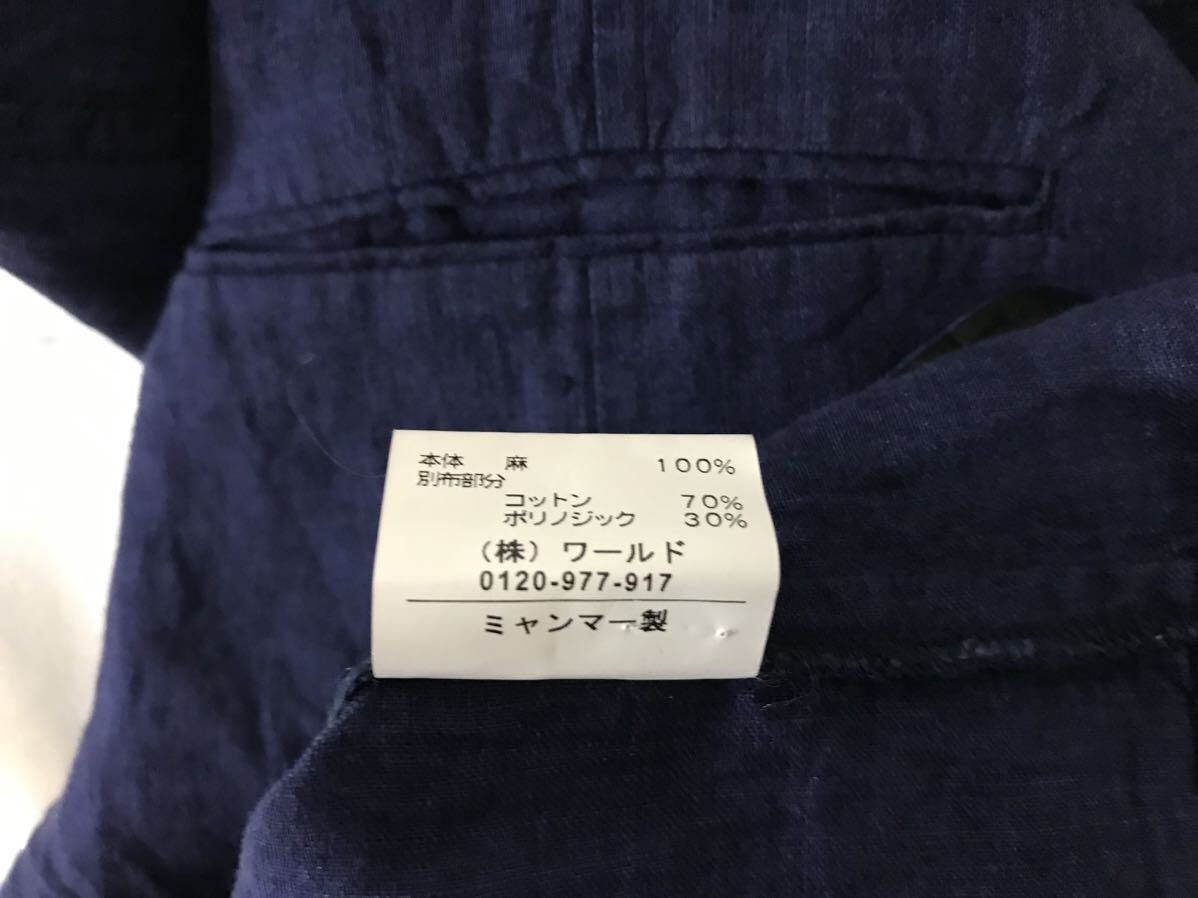 本体 麻 100%
別布部分
コットン 70%
ポリノジック 30%
(株) ワールド
0120-977-917
ミャンマー製